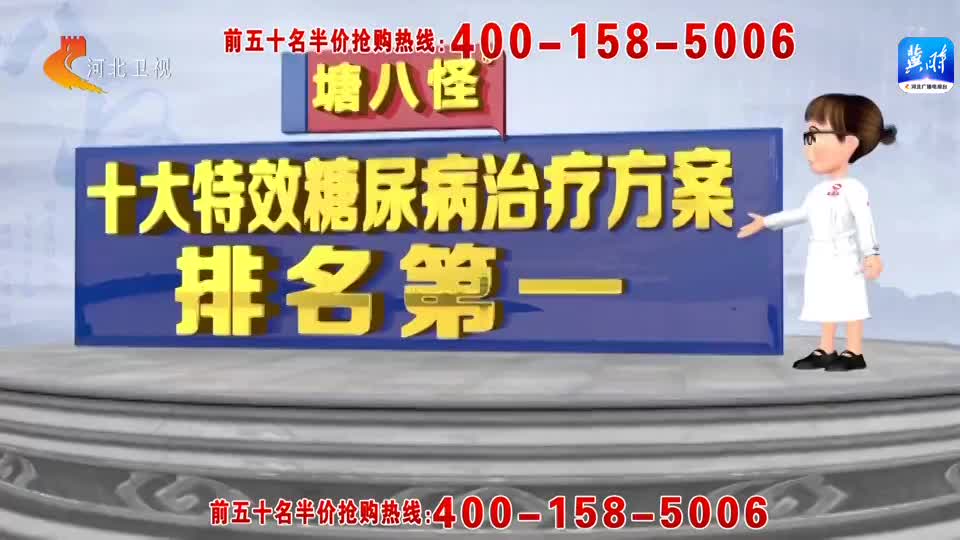 前五十名半价抢购热线:400-158-5006
河北卫视
冀时
河北广播电视台
塘八怪
十大特效糖尿病治疗方案
排名第一
前五十名半价抢购热线:400-158-5006